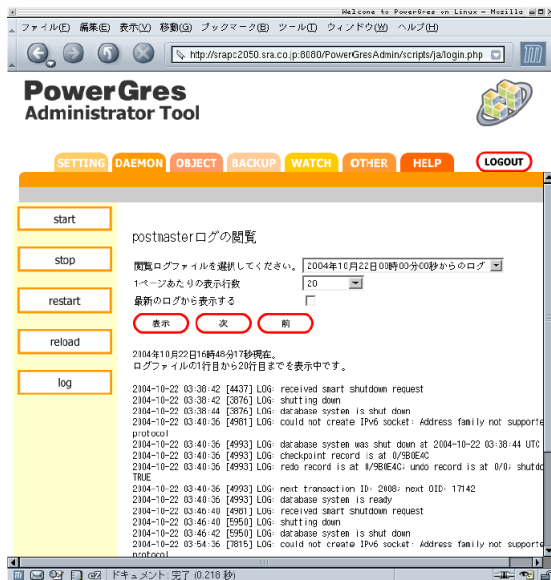 Welcome to PowerGres on Linux - Mozilla
ファイル(F) 編集(E) 表示(V) 移動(G) ブックマーク(B) ツール(T) ウィンドウ(W) ヘルプ(H)
http://srapc2050.sra.co.jp:8080/PowerGresAdmin/scripts/ja/login.php
PowerGres
Administrator Tool
SETTING DAEMON OBJECT BACKUP WATCH OTHER HELP LOGOUT
start
stop
restart
reload
log
postmasterログの閲覧
閲覧ログファイルを選択してください。 2004年10月22日00時00分00秒からのログ
1ページあたりの表示行数 20
最新のログから表示する
表示 次 前
2004年10月22日16時48分17秒現在。
ログファイルの1行目から20行目までを表示中です。
2004-10-22 03:38:42 [4437] LOG: received smart shutdown request
2004-10-22 03:38:42 [3876] LOG: shutting down
2004-10-22 03:38:44 [3876] LOG: database system is shut down
2004-10-22 03:40:36 [4981] LOG: could not create IPv6 socket: Address family not supporte
protocol
2004-10-22 03:40:36 [4993] LOG: database system was shut down at 2004-10-22 03:38:44 UTC
2004-10-22 03:40:36 [4993] LOG: checkpoint record is at 0/9B0E4C
2004-10-22 03:40:36 [4993] LOG: redo record is at 0/9B0E4C; undo record is at 0/0; shutdo
TRUE
2004-10-22 03:40:36 [4993] LOG: next transaction ID: 2008; next OID: 17142
2004-10-22 03:40:36 [4993] LOG: database system is ready
2004-10-22 03:46:40 [4981] LOG: received smart shutdown request
2004-10-22 03:46:40 [5950] LOG: shutting down
2004-10-22 03:46:42 [5950] LOG: database system is shut down
2004-10-22 03:54:36 [7815] LOG: could not create IPv6 socket: Address family not supporte
protocol
ドキュメント: 完了 (0.218 秒)